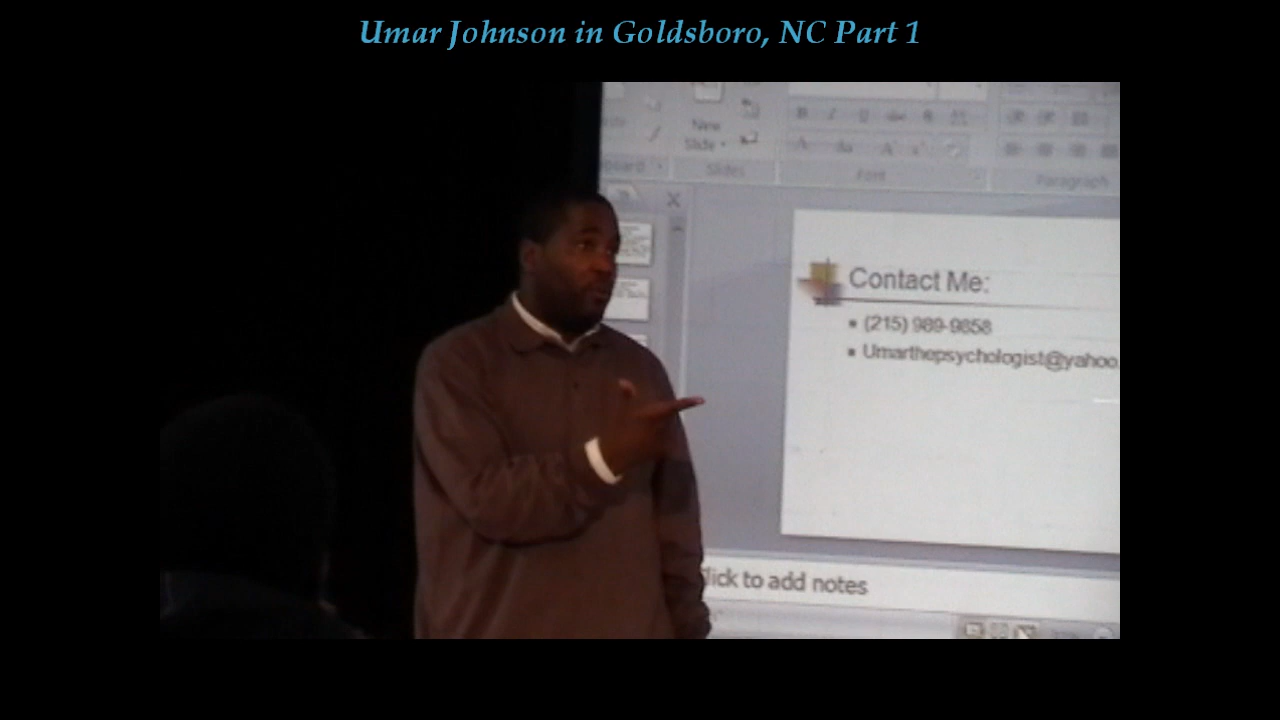 Umar Johnson in Goldsboro, NC Part 1
New
Slide
Slides
Font
Paragraph
Contact Me:
(215) 989-9858
Umarthepsychologist@yahoo.
lick to add notes